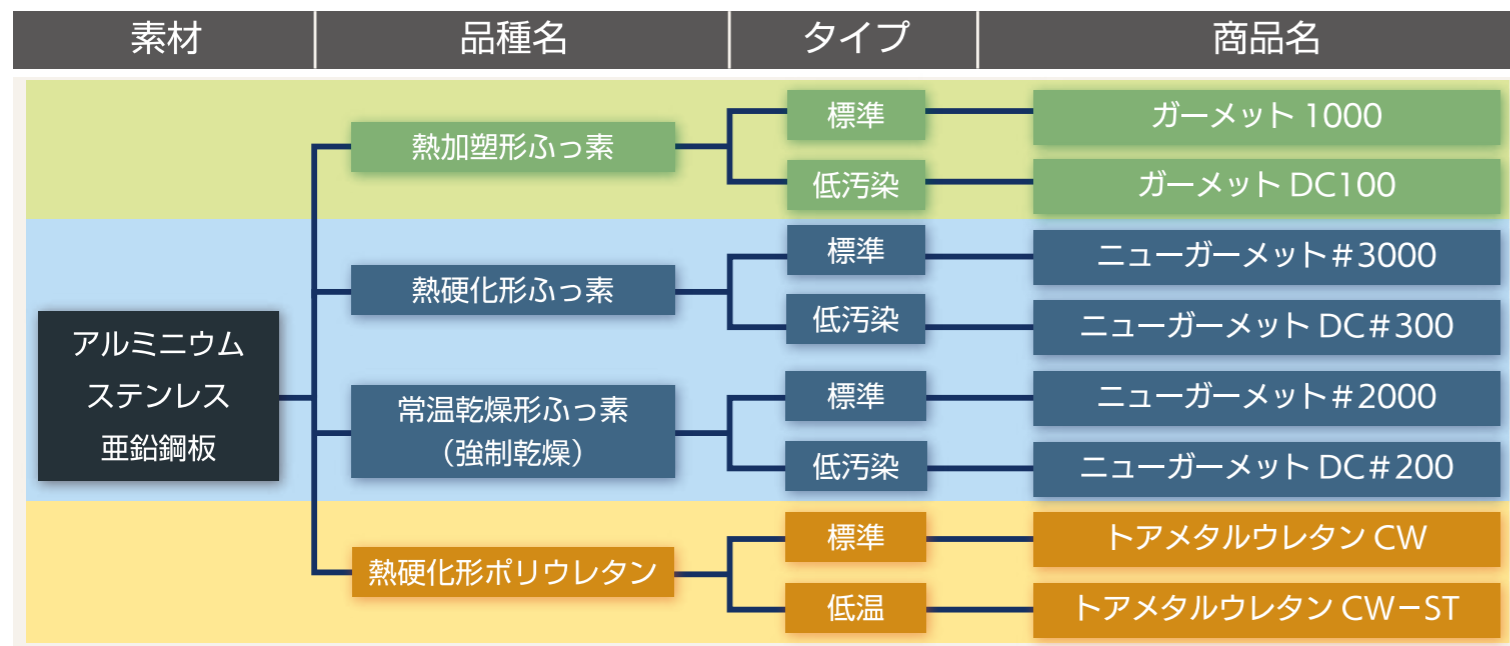 素材 品種名 タイプ 商品名
標準 ガーメット 1000
熱加塑形ふっ素
低汚染 ガーメット DC100
標準 ニューガーメット＃3000
熱硬化形ふっ素
低汚染 ニューガーメット DC＃300
アルミニウム
ステンレス
亜鉛鋼板
標準 ニューガーメット＃2000
常温乾燥形ふっ素
（強制乾燥）
低汚染 ニューガーメット DC＃200
標準 トアメタルウレタン CW
熱硬化形ポリウレタン
低温 トアメタルウレタン CW－ST